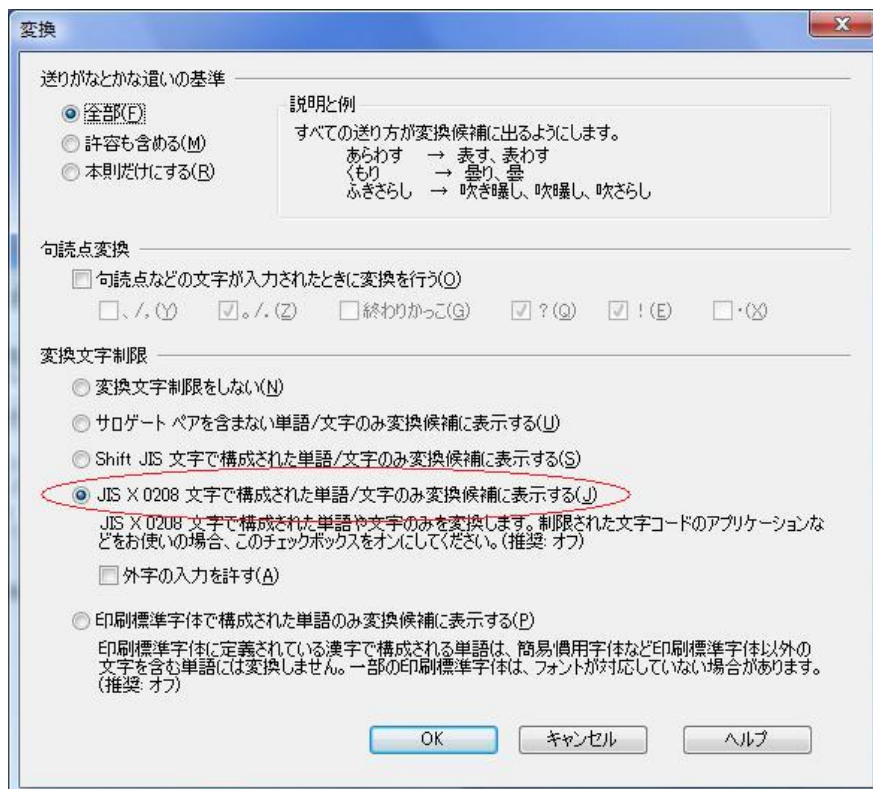 変換
送りがなとかな遣いの基準
全部(F)
許容も含める(M)
本則だけにする(R)
説明と例
すべての送り方が変換候補に出るようにします。
あらわす → 表す、表わす
くもり → 曇り、曇
ふきさらし → 吹き曝し、吹曝し、吹さらし
句読点変換
句読点などの文字が入力されたときに変換を行う(O)
、/，(Y) 。/．(Z) 終わりかっこ(G) ？(Q) ！(E) ・(X)
変換文字制限
変換文字制限をしない(N)
サロゲート ペアを含まない単語/文字のみ変換候補に表示する(U)
Shift JIS 文字で構成された単語/文字のみ変換候補に表示する(S)
JIS X 0208 文字で構成された単語/文字のみ変換候補に表示する(J)
JIS X 0208 文字で構成された単語や文字のみを変換します。制限された文字コードのアプリケーションな
どをお使いの場合、このチェックボックスをオンにしてください。(推奨: オフ)
外字の入力を許す(A)
印刷標準字体で構成された単語のみ変換候補に表示する(P)
印刷標準字体に定義されている漢字で構成される単語は、簡易慣用字体など印刷標準字体以外の
文字を含む単語には変換しません。一部の印刷標準字体は、フォントが対応していない場合があります。
(推奨: オフ)
OK キャンセル ヘルプ